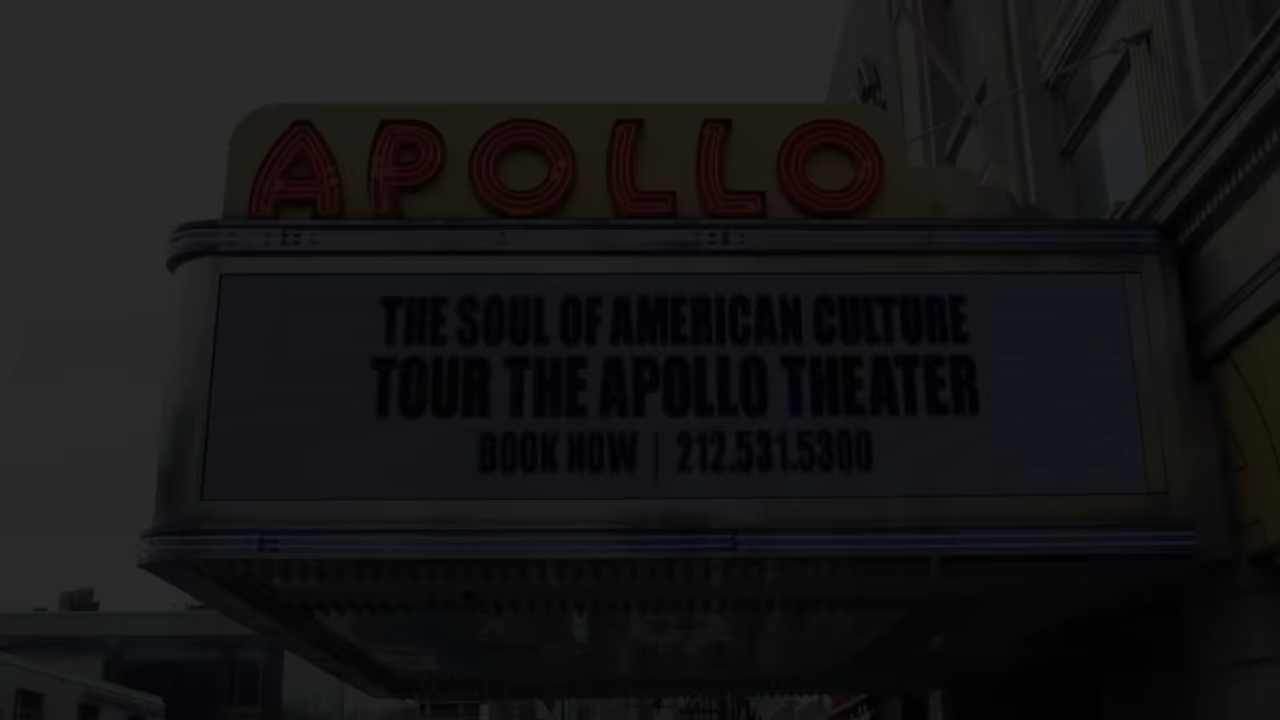 APOLLO
THE SOUL OF AMERICAN CULTURE
TOUR THE APOLLO THEATER
BOOK NOW | 212.531.5300